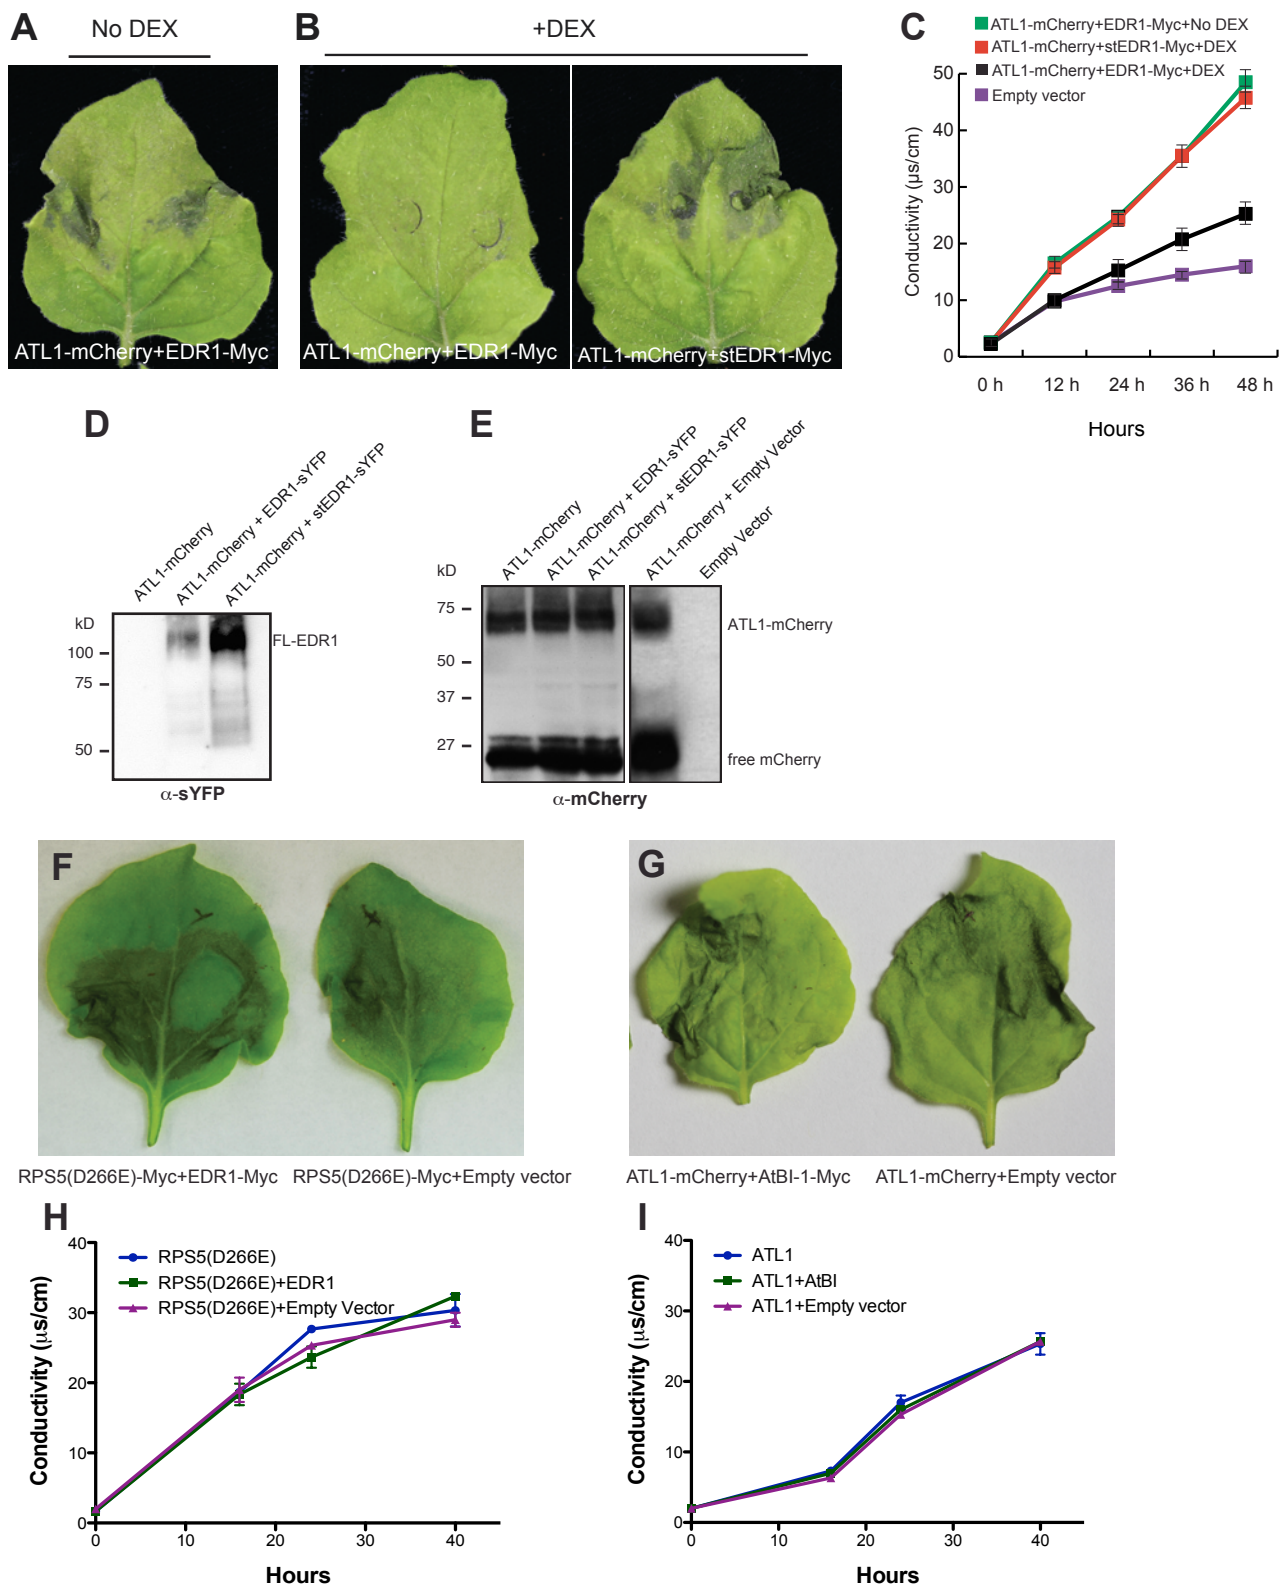 A
No DEX
B
+DEX
ATL1-mCherry+EDR1-Myc
ATL1-mCherry+EDR1-Myc
ATL1-mCherry+stEDR1-Myc
C
ATL1-mCherry+EDR1-Myc+No DEX
ATL1-mCherry+stEDR1-Myc+DEX
ATL1-mCherry+EDR1-Myc+DEX
Empty vector
Conductivity (µs/cm)
50
40
30
20
10
0
0 h 12 h 24 h 36 h 48 h
Hours
D
ATL1-mCherry
ATL1-mCherry + EDR1-sYFP
ATL1-mCherry + stEDR1-sYFP
kD
100
75
50
FL-EDR1
α-sYFP
E
ATL1-mCherry
ATL1-mCherry + EDR1-sYFP
ATL1-mCherry + stEDR1-sYFP
ATL1-mCherry + Empty Vector
Empty Vector
kD
75
50
37
27
ATL1-mCherry
free mCherry
α-mCherry
F
RPS5(D266E)-Myc+EDR1-Myc
RPS5(D266E)-Myc+Empty vector
G
ATL1-mCherry+AtBI-1-Myc
ATL1-mCherry+Empty vector
H
RPS5(D266E)
RPS5(D266E)+EDR1
RPS5(D266E)+Empty Vector
Conductivity (µs/cm)
40
30
20
10
0
0 10 20 30 40
Hours
I
ATL1
ATL1+AtBI
ATL1+Empty vector
Conductivity (µs/cm)
40
30
20
10
0
0 10 20 30 40
Hours